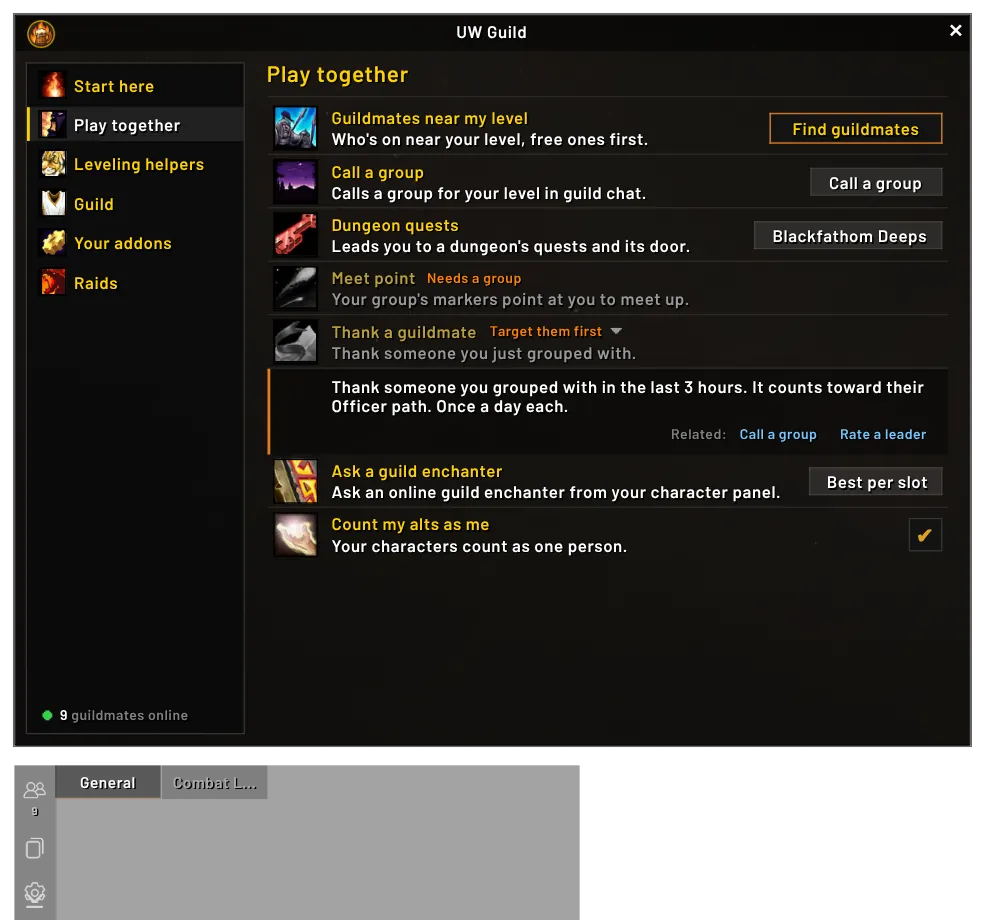 UW Guild
Start here
Play together
Leveling helpers
Guild
Your addons
Raids
9 guildmates online
Play together
Guildmates near my level
Who's on near your level, free ones first.
Find guildmates
Call a group
Calls a group for your level in guild chat.
Call a group
Dungeon quests
Leads you to a dungeon's quests and its door.
Blackfathom Deeps
Meet point Needs a group
Your group's markers point at you to meet up.
Thank a guildmate Target them first
Thank someone you just grouped with.
Thank someone you grouped with in the last 3 hours. It counts toward their
Officer path. Once a day each.
Related: Call a group Rate a leader
Ask a guild enchanter
Ask an online guild enchanter from your character panel.
Best per slot
Count my alts as me
Your characters count as one person.
General Combat L...
9